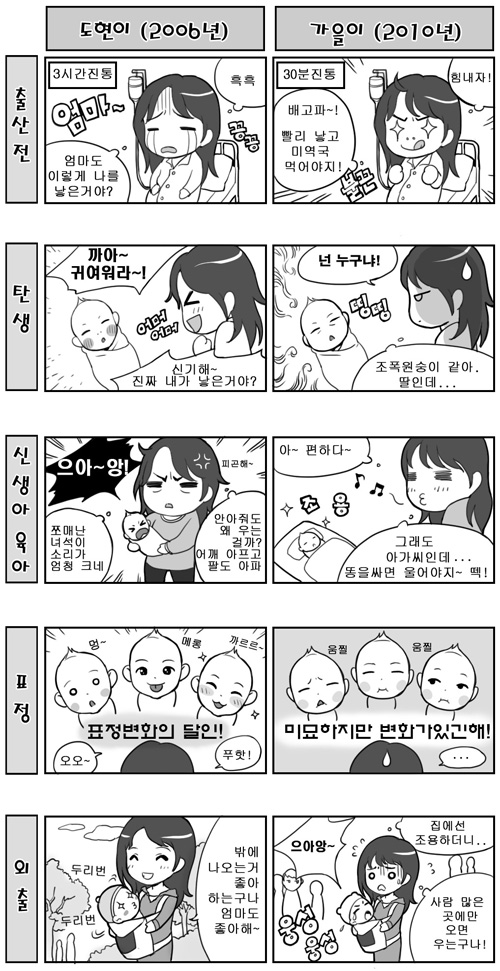 도현이 (2006년)
가을이 (2010년)
출산전
3시간진통
흑흑
엄마~
끙끙
엄마도
이렇게 나를
낳은거야?
30분진통
힘내자!
배고파~!
빨리 낳고
미역국
먹어야지!
불끈
탄생
까아~
귀여워라~!
어머
어머
신기해~
진짜 내가 낳은거야?
넌 누구냐!
띵띵
조폭원숭이 같아.
딸인데...
신생아 육아
으아~앙!
피곤해~
쪼매난
녀석이
소리가
엄청 크네
안아줘도
왜 우는
걸까?
어깨 아프고
팔도 아파
아~ 편하다~
조용
그래도
아가씨인데...
똥을싸면 울어야지~ 떽!
표정
멍~
메롱
까르르~
표정변화의 달인!
오오~
푸핫!
움찔
움찔
미묘하지만 변화가있긴해!
...
외출
두리번
두리번
밖에
나오는거
좋아
하는구나
엄마도
좋아해~
집에선
조용하더니..
으아앙~
웅성
웅성
사람 많은
곳에만
오면
우는구나!